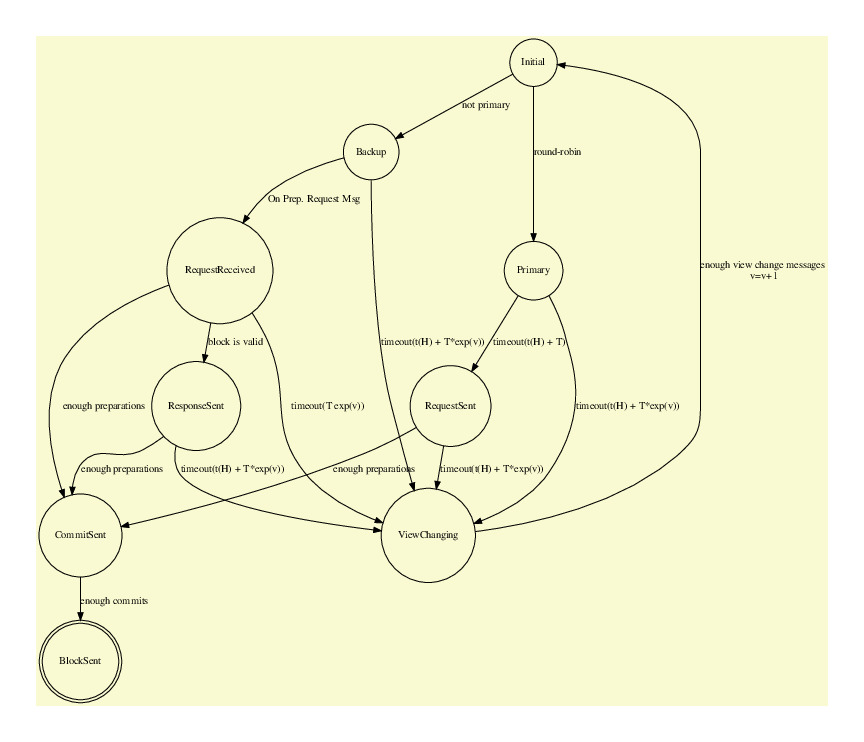 Initial
not primary
Backup
round-robin
On Prep. Request Msg
RequestReceived
Primary
enough view change messages
v=v+1
block is valid
timeout(t(H) + T*exp(v))
timeout(t(H) + T)
enough preparations
ResponseSent
timeout(T exp(v))
RequestSent
timeout(t(H) + T*exp(v))
enough preparations
timeout(t(H) + T*exp(v))
enough preparations
timeout(t(H) + T*exp(v))
CommitSent
ViewChanging
enough commits
BlockSent